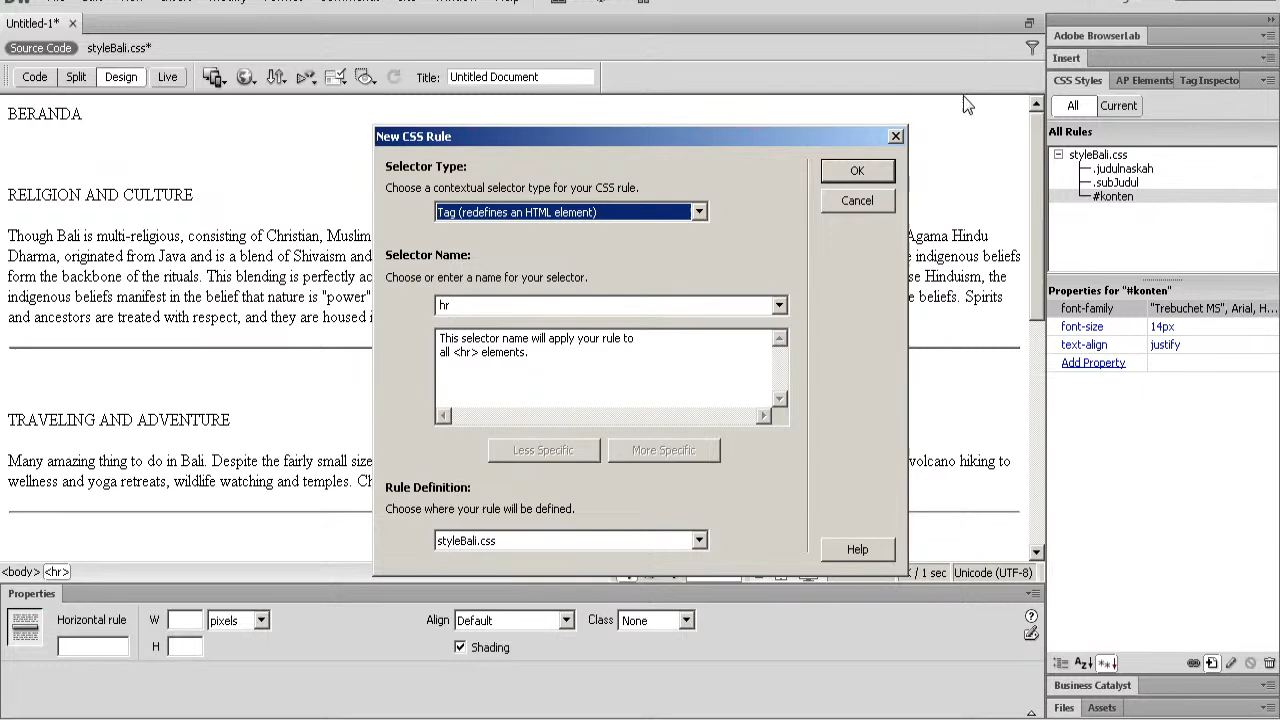 Untitled-1*
Source Code styleBali.css*
Code Split Design Live Title: Untitled Document
BERANDA
RELIGION AND CULTURE
Though Bali is multi-religious, consisting of Christian, Muslim
Agama Hindu
Dharma, originated from Java and is a blend of Shivaism and
e indigenous beliefs
form the backbone of the rituals. This blending is perfectly ac
se Hinduism, the
indigenous beliefs manifest in the belief that nature is "power"
beliefs. Spirits
and ancestors are treated with respect, and they are housed i
TRAVELING AND ADVENTURE
Many amazing thing to do in Bali. Despite the fairly small size
volcano hiking to
wellness and yoga retreats, wildlife watching and temples. C
New CSS Rule
Selector Type:
Choose a contextual selector type for your CSS rule.
Tag (redefines an HTML element)
Selector Name:
Choose or enter a name for your selector.
hr
This selector name will apply your rule to
all <hr> elements.
Less Specific More Specific
Rule Definition:
Choose where your rule will be defined.
styleBali.css
OK
Cancel
Help
Adobe BrowserLab
Insert
CSS Styles AP Elements Tag Inspecto
All Current
All Rules
styleBali.css
.judulnaskah
.subJudul
#konten
Properties for "#konten"
font-family "Trebuchet MS", Arial, H...
font-size 14px
text-align justify
Add Property
<body> <hr>
/ 1 sec Unicode (UTF-8)
Properties
Horizontal rule W pixels Align Default Class None
H Shading
Business Catalyst
Files Assets